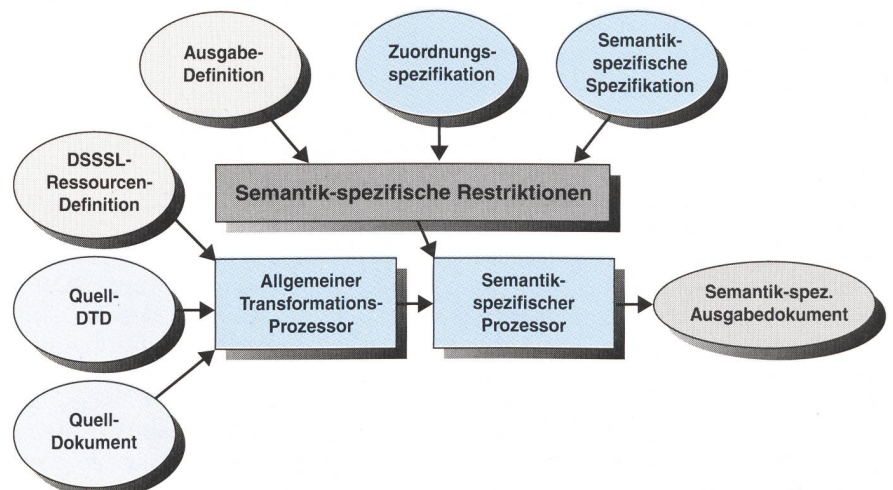 Ausgabe-
Definition
Zuordnungs-
spezifikation
Semantik-
spezifische
Spezifikation
DSSSL-
Ressourcen-
Definition
Semantik-spezifische Restriktionen
Quell-
DTD
Allgemeiner
Transformations-
Prozessor
Semantik-
spezifischer
Prozessor
Semantik-spez.
Ausgabedokument
Quell-
Dokument